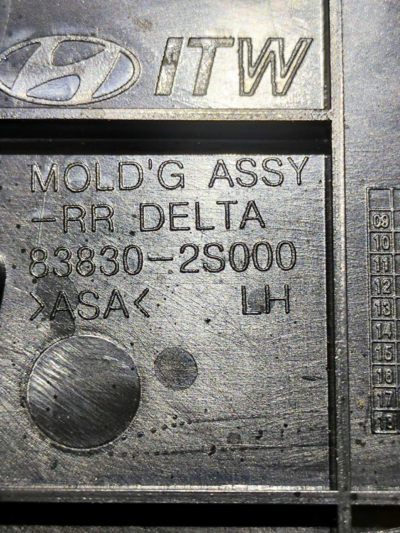 ITW
MOLD'G ASSY
-RR DELTA
83830-2S000
>ASA< LH
09
10
11
12
13
14
15
16
17
18